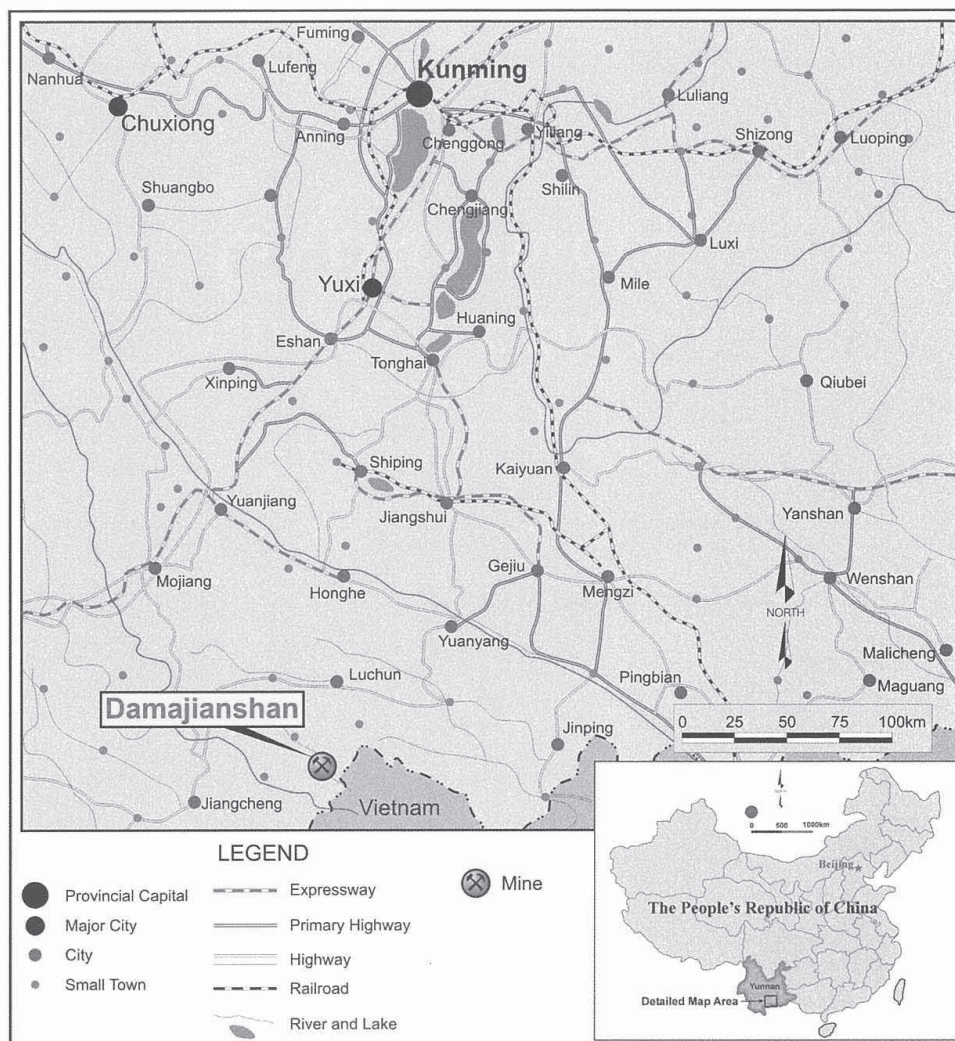 Fuming
Nanhua
Lufeng
Kunming
Luliang
Chuxiong
Anning
Chenggong
Yiliang
Shizong
Luoping
Shuangbo
Shilin
Chengjiang
Luxi
Yuxi
Mile
Huaning
Eshan
Tonghai
Xinping
Qiubei
Shiping
Kaiyuan
Yuanjiang
Jiangshui
Yanshan
Gejiu
Mojiang
Honghe
Mengzi
Wenshan
NORTH
Yuanyang
Malicheng
Luchun
Pingbian
Maguang
Damajianshan
0 25 50 75 100km
Jinping
Jiangcheng
Vietnam
LEGEND
Provincial Capital
Major City
City
Small Town
Expressway
Primary Highway
Highway
Railroad
River and Lake
Mine
0 500 1000km
Beijing
The People's Republic of China
Yunnan
Detailed Map Area